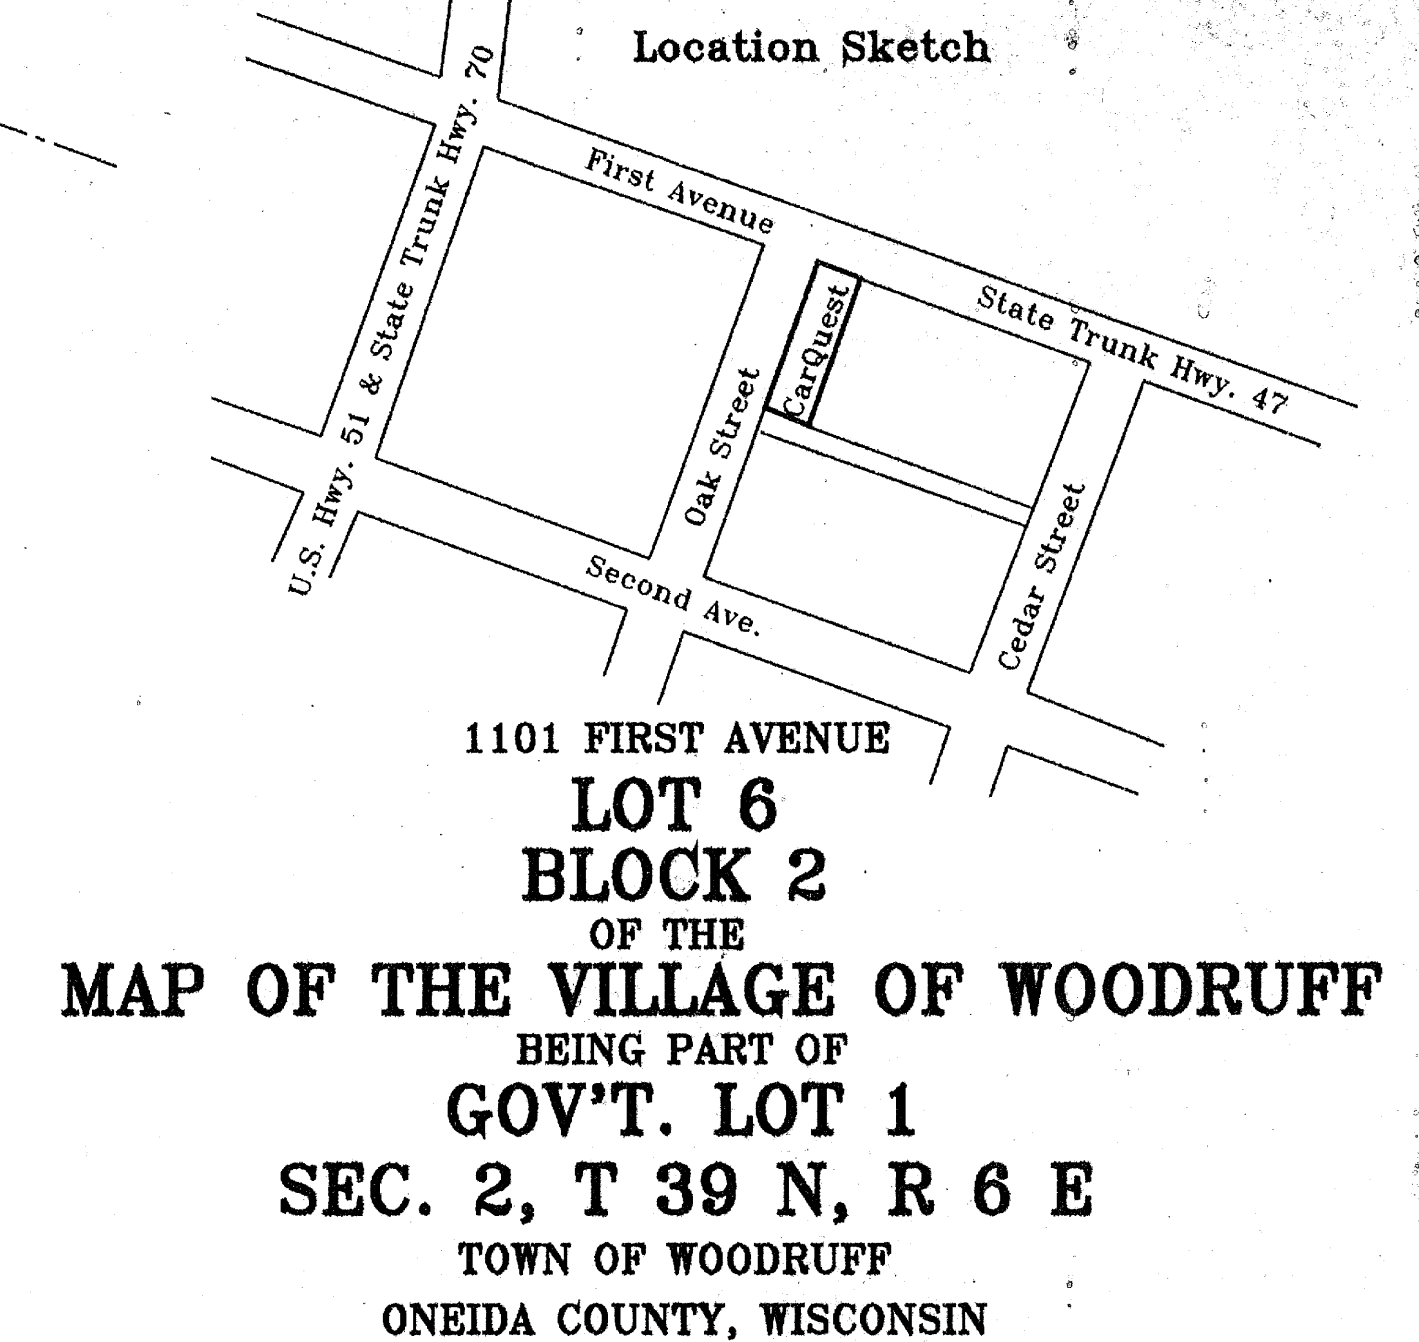 Location Sketch
U.S. Hwy. 51 & State Trunk Hwy. 70
First Avenue
State Trunk Hwy. 47
CarQuest
Oak Street
Cedar Street
Second Ave.
1101 FIRST AVENUE
LOT 6
BLOCK 2
OF THE
MAP OF THE VILLAGE OF WOODRUFF
BEING PART OF
GOV'T. LOT 1
SEC. 2, T 39 N, R 6 E
TOWN OF WOODRUFF
ONEIDA COUNTY, WISCONSIN